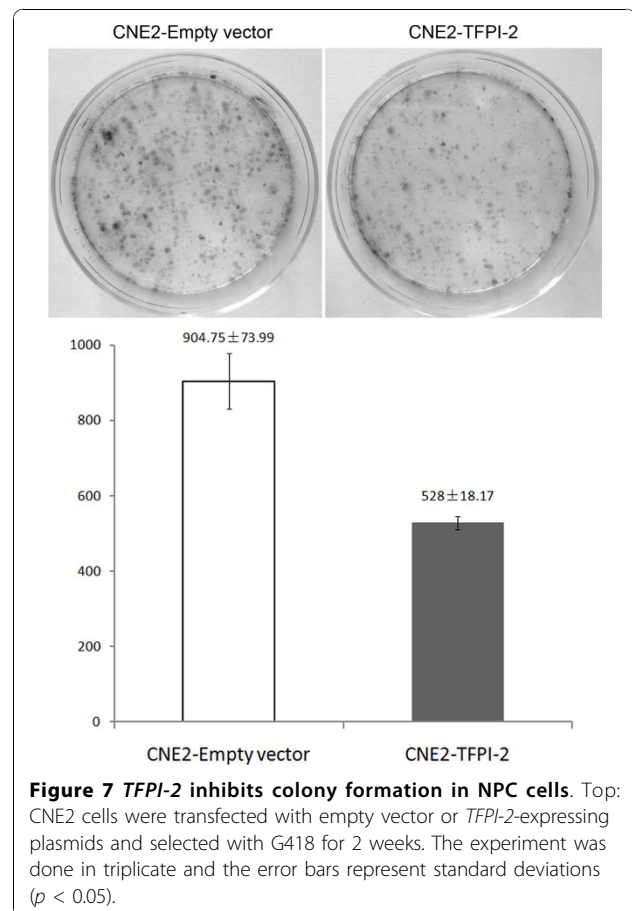 CNE2-Empty vector CNE2-TFPI-2
904.75±73.99
528±18.17
1000
800
600
400
200
0
CNE2-Empty vector CNE2-TFPI-2
Figure 7 TFPI-2 inhibits colony formation in NPC cells. Top:
CNE2 cells were transfected with empty vector or TFPI-2-expressing
plasmids and selected with G418 for 2 weeks. The experiment was
done in triplicate and the error bars represent standard deviations
(p < 0.05).